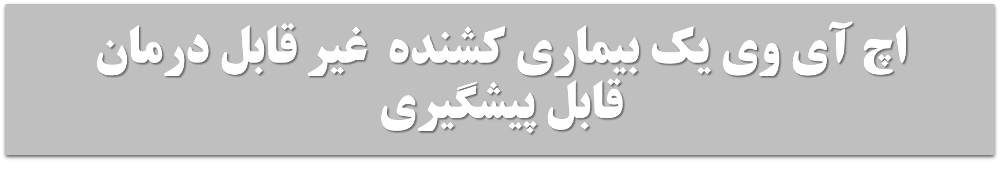 اچ آی وی یک بیماری کشنده غیر قابل درمان
قابل پیشگیری